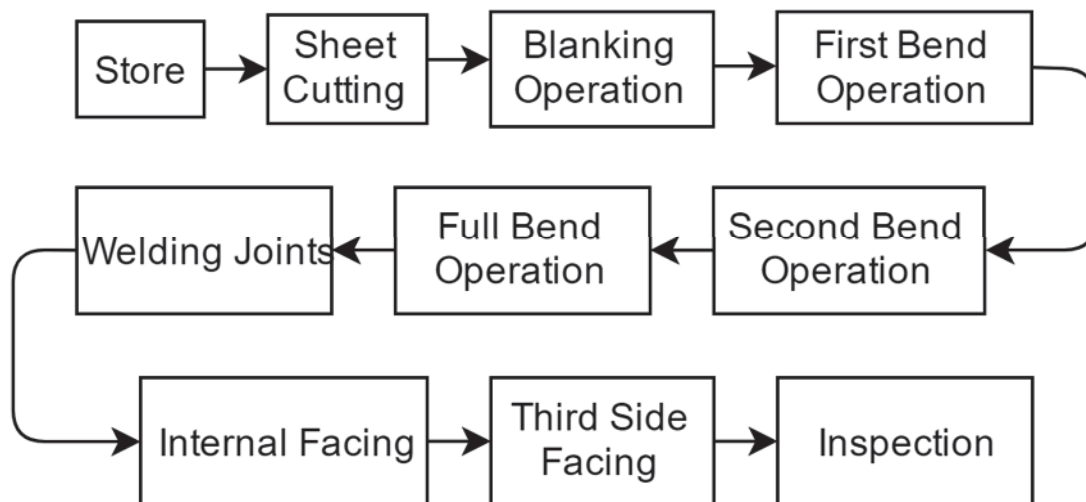 Store
Sheet
Cutting
Blanking
Operation
First Bend
Operation
Second Bend
Operation
Full Bend
Operation
Welding Joints
Internal Facing
Third Side
Facing
Inspection